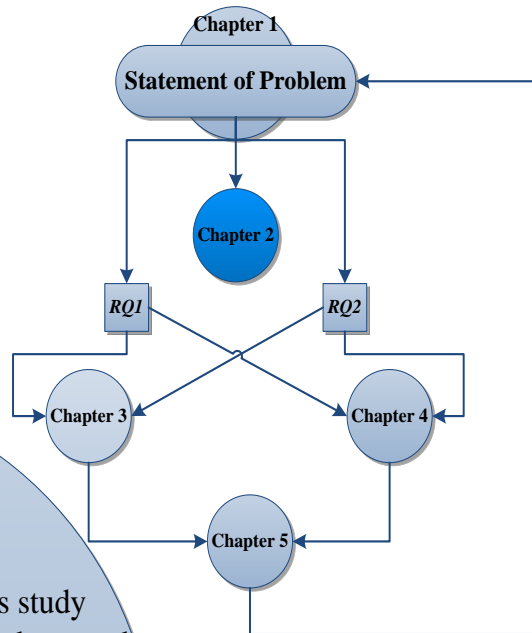 Chapter 1
Statement of Problem
Chapter 2
RQ1
RQ2
Chapter 3
Chapter 4
Chapter 5
s study